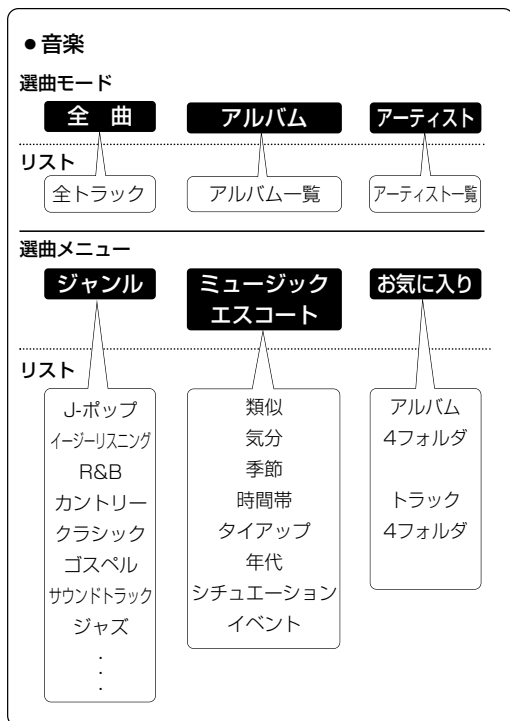 ●音楽
選曲モード
全 曲 アルバム アーティスト
リスト
全トラック アルバム一覧 アーティスト一覧
選曲メニュー
ジャンル ミュージック お気に入り
エスコート
リスト
J-ポップ 類似 アルバム
イージーリスニング 気分 4フォルダ
R&B 季節
カントリー 時間帯 トラック
クラシック タイアップ 4フォルダ
ゴスペル 年代
サウンドトラック シチュエーション
ジャズ イベント
・
・
・